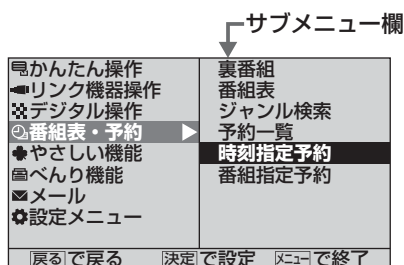 サブメニュー欄
かんたん操作
リンク機器操作
デジタル操作
番組表・予約
やさしい機能
べんり機能
メール
設定メニュー
裏番組
番組表
ジャンル検索
予約一覧
時刻指定予約
番組指定予約
戻るで戻る 決定で設定 メニューで終了